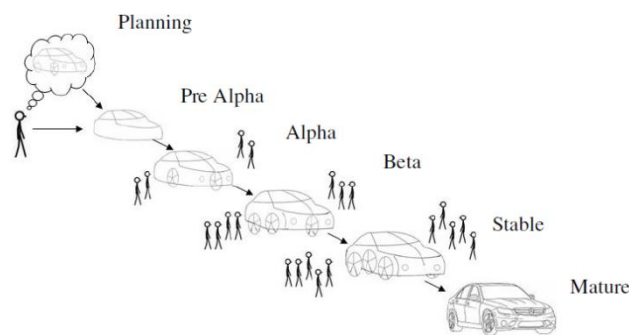 Planning
Pre Alpha
Alpha
Beta
Stable
Mature